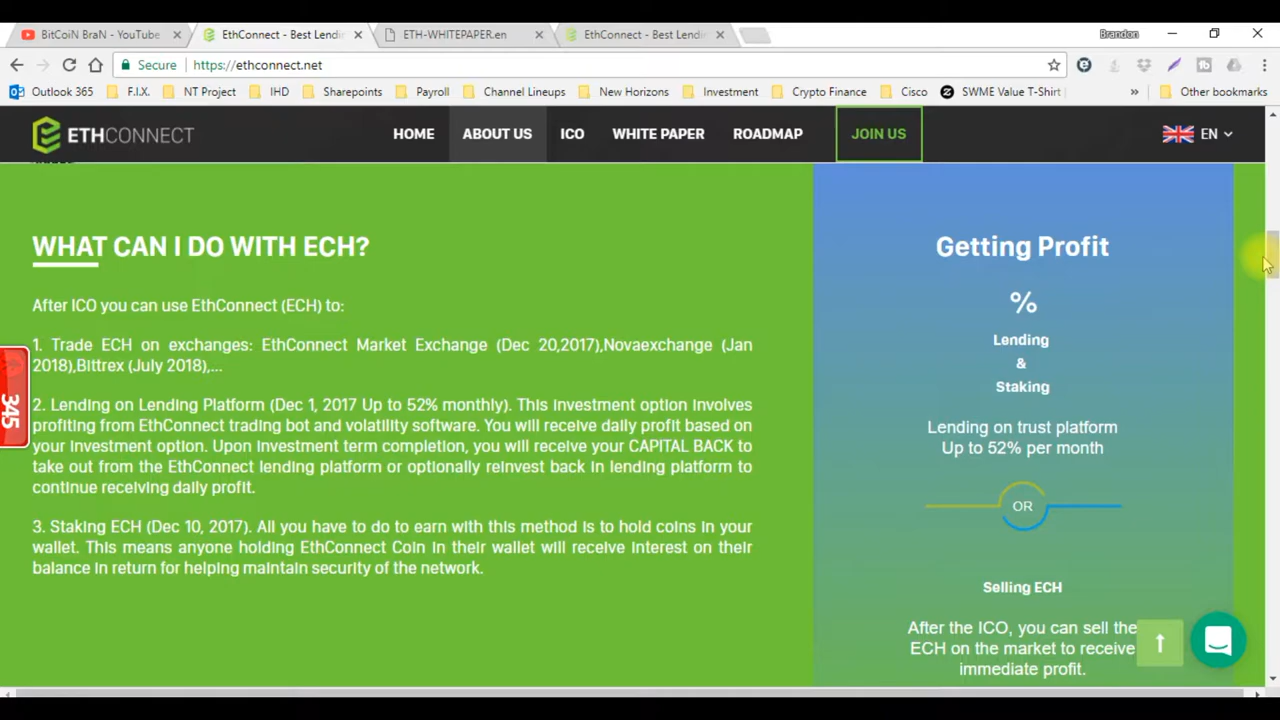 BitCoiN BraN - YouTube
EthConnect - Best Lendi
ETH-WHITEPAPER.en
EthConnect - Best Lendi
Brandon
Secure
https://ethconnect.net
Outlook 365
F.I.X.
NT Project
IHD
Sharepoints
Payroll
Channel Lineups
New Horizons
Investment
Crypto Finance
Cisco
SWME Value T-Shirt
»
Other bookmarks
ETHCONNECT
HOME
ABOUT US
ICO
WHITE PAPER
ROADMAP
JOIN US
EN
WHAT CAN I DO WITH ECH?
After ICO you can use EthConnect (ECH) to:
1. Trade ECH on exchanges: EthConnect Market Exchange (Dec 20,2017),Novaexchange (Jan
2018),Bittrex (July 2018),...
2. Lending on Lending Platform (Dec 1, 2017 Up to 52% monthly). This investment option involves
profiting from EthConnect trading bot and volatility software. You will receive daily profit based on
your investment option. Upon investment term completion, you will receive your CAPITAL BACK to
take out from the EthConnect lending platform or optionally reinvest back in lending platform to
continue receiving daily profit.
3. Staking ECH (Dec 10, 2017). All you have to do to earn with this method is to hold coins in your
wallet. This means anyone holding EthConnect Coin in their wallet will receive interest on their
balance in return for helping maintain security of the network.
345
Getting Profit
%
Lending
&
Staking
Lending on trust platform
Up to 52% per month
OR
Selling ECH
After the ICO, you can sell the
ECH on the market to receive
immediate profit.